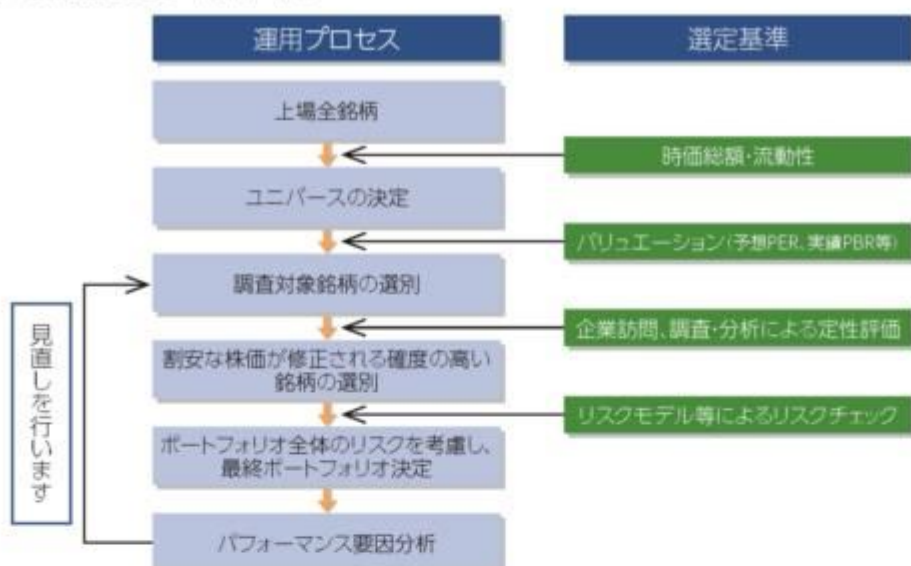 運用プロセス
選定基準
上場全銘柄
時価総額・流動性
ユニバースの決定
バリュエーション(予想PER、実績PBR等)
調査対象銘柄の選別
企業訪問、調査・分析による定性評価
割安な株価が修正される確度の高い
銘柄の選別
リスクモデル等によるリスクチェック
ポートフォリオ全体のリスクを考慮し、
最終ポートフォリオ決定
パフォーマンス要因分析
見直しを行います